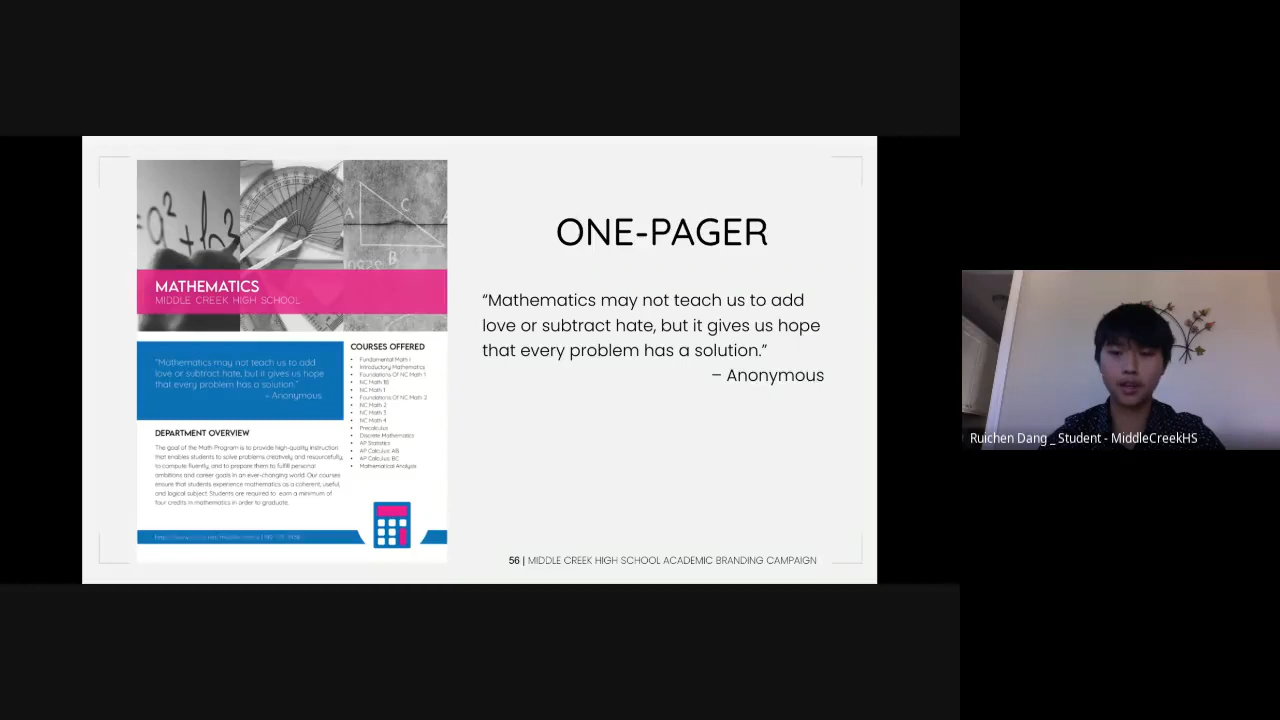 MATHEMATICS
MIDDLE CREEK HIGH SCHOOL
"Mathematics may not teach us to add
love or subtract hate, but it gives us hope
that every problem has a solution."
- Anonymous
DEPARTMENT OVERVIEW
The goal of the Math Program is to provide high-quality instruction
that enables students to solve problems creatively and resourcefully,
to compute fluently, and to prepare them to fulfill personal
ambitions and career goals in an ever-changing world. Our courses
ensure that students experience mathematics as a coherent, useful,
and logical subject. Students are required to earn a minimum of
four credits in mathematics in order to graduate.
COURSES OFFERED
• Fundamental Math I
• Introductory Mathematics
• Foundations Of NC Math 1
• NC Math 1B
• NC Math 1
• Foundations Of NC Math 2
• NC Math 2
• NC Math 3
• NC Math 4
• Precalculus
• Discrete Mathematics
• AP Statistics
• AP Calculus: AB
• AP Calculus: BC
• Mathematical Analysis
A
C
B
ONE-PAGER
“Mathematics may not teach us to add
love or subtract hate, but it gives us hope
that every problem has a solution.”
– Anonymous
56 | MIDDLE CREEK HIGH SCHOOL ACADEMIC BRANDING CAMPAIGN
Ruichen Dang _ Student - MiddleCreekHS